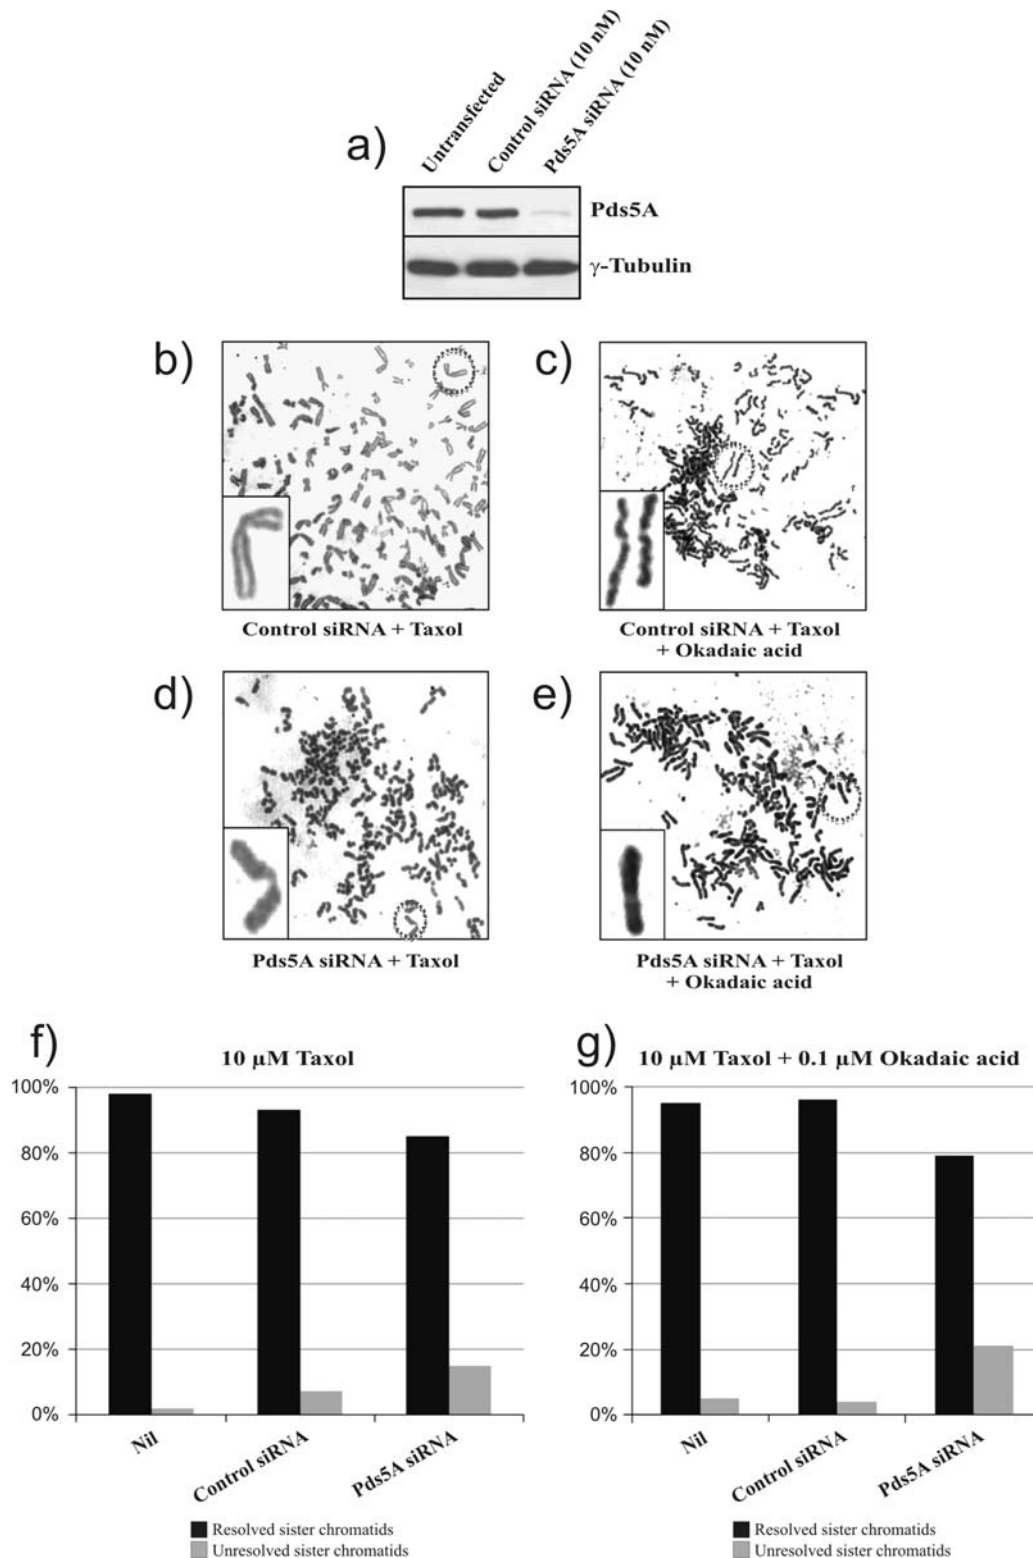 a)
Untransfected
Control siRNA (10 nM)
Pds5A siRNA (10 nM)
Pds5A
γ-Tubulin
b)
Control siRNA + Taxol
c)
Control siRNA + Taxol
+ Okadaic acid
d)
Pds5A siRNA + Taxol
e)
Pds5A siRNA + Taxol
+ Okadaic acid
f)
10 μM Taxol
100%
80%
60%
40%
20%
0%
Nil
Control siRNA
Pds5A siRNA
Resolved sister chromatids
Unresolved sister chromatids
g)
10 μM Taxol + 0.1 μM Okadaic acid
100%
80%
60%
40%
20%
0%
Nil
Control siRNA
Pds5A siRNA
Resolved sister chromatids
Unresolved sister chromatids